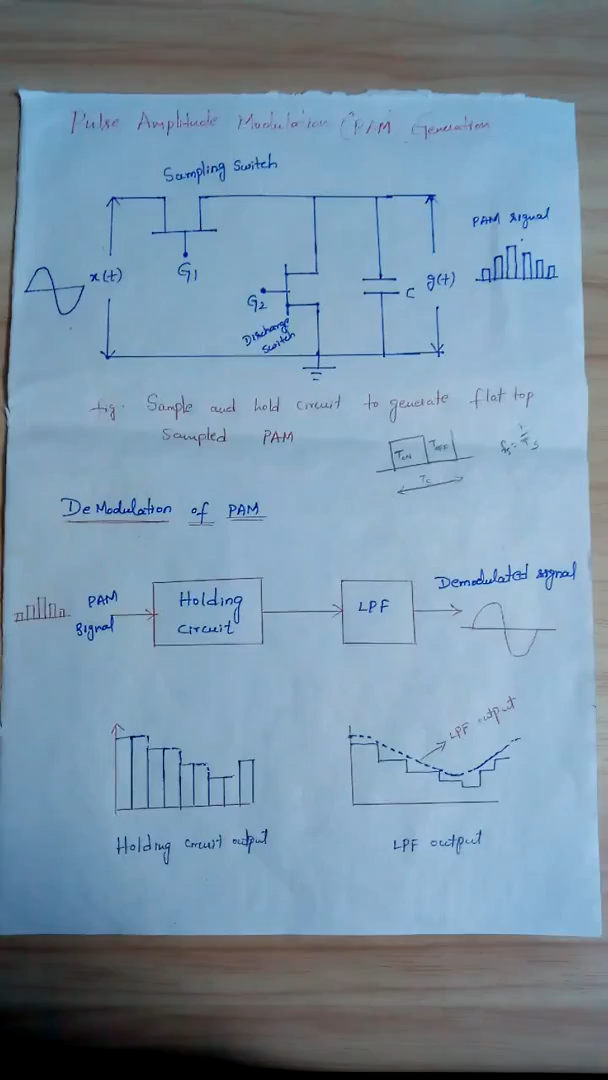 Pulse Amplitude Modulation (PAM) Generation
Sampling Switch
PAM signal
x(t)
G1
G2
C
g(t)
Discharge
Switch
fig. Sample and hold circuit to generate flat top
Sampled PAM
TON
TOFF
Ts
fs = 1/Ts
DeModulation of PAM
PAM
signal
Holding
circuit
LPF
Demodulated signal
LPF output
Holding circuit output
LPF output